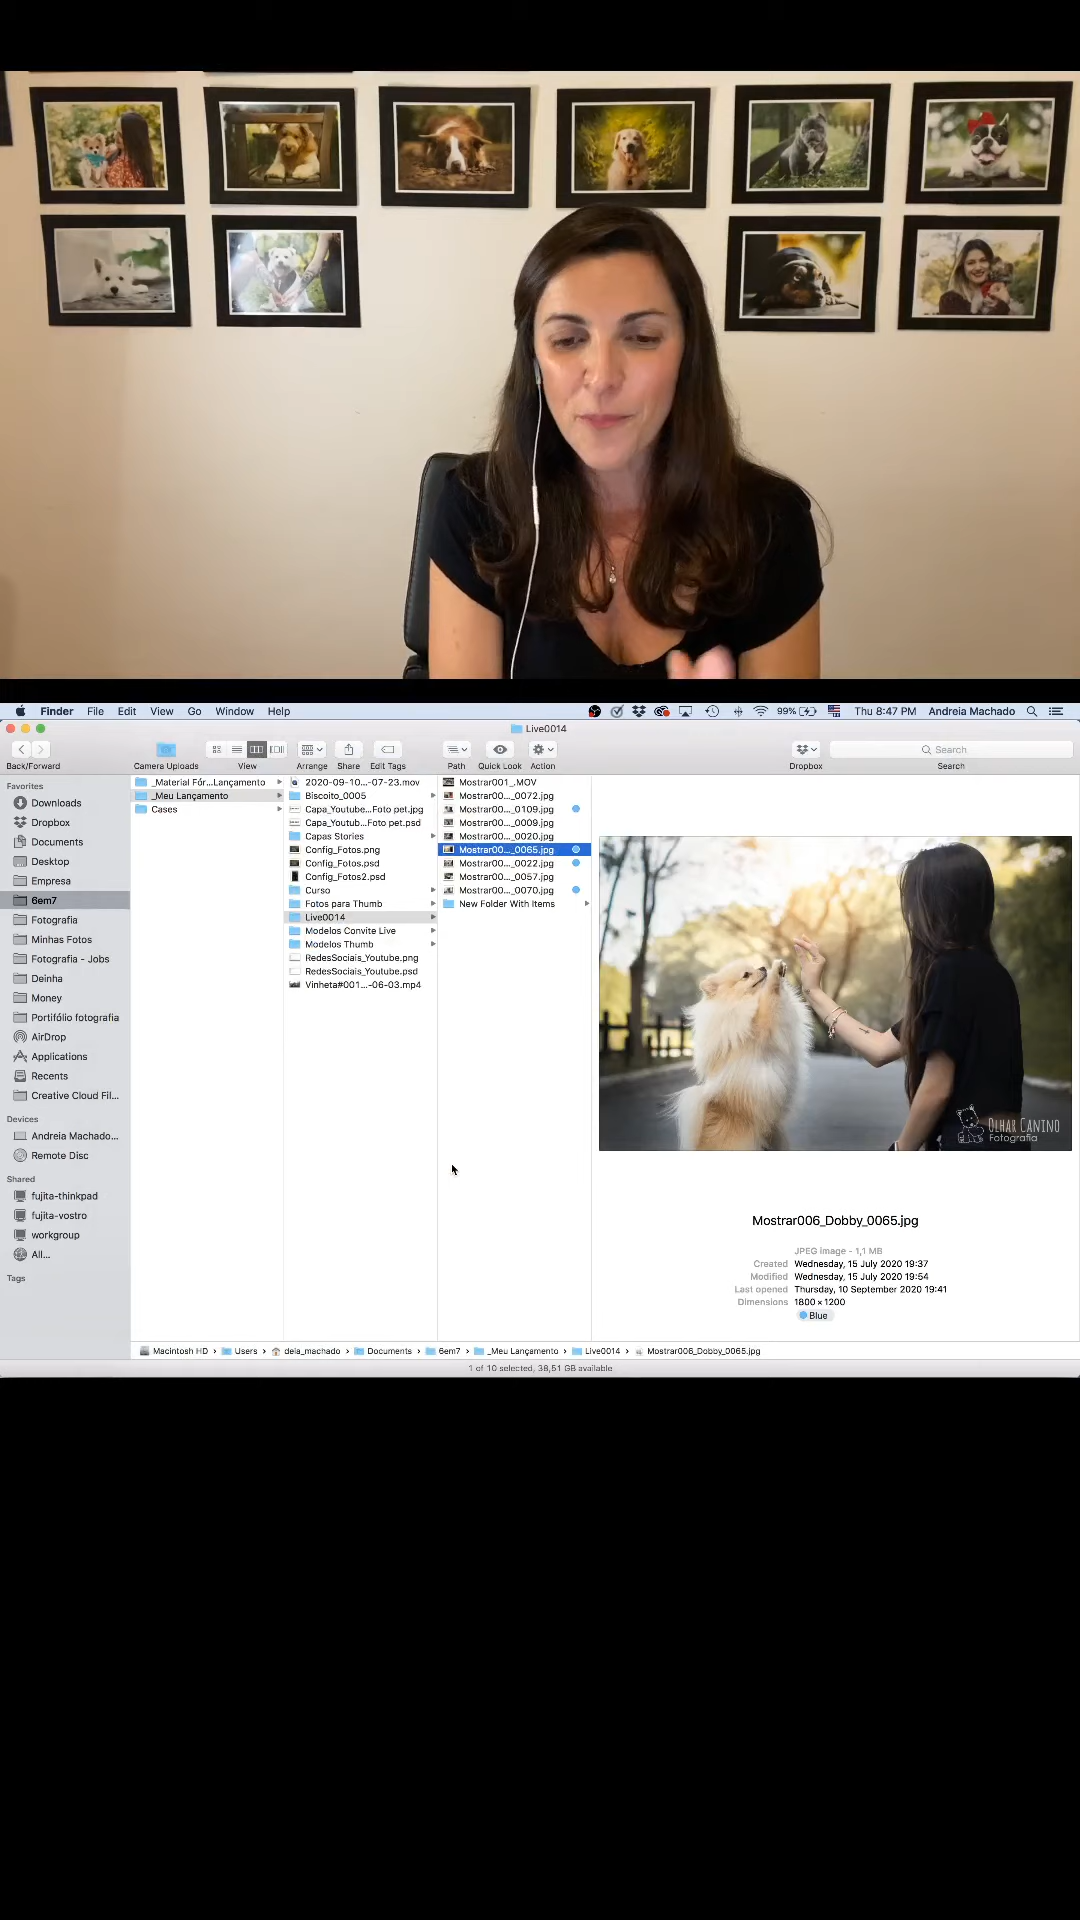 Finder File Edit View Go Window Help 99% Thu 8:47 PM Andreia Machado
Live0014
Search
Back/Forward Camera Uploads View Arrange Share Edit Tags Path Quick Look Action Dropbox Search
Favorites
Downloads
Dropbox
Documents
Desktop
Empresa
6em7
Fotografia
Minhas Fotos
Fotografia - Jobs
Deinha
Money
Portifólio fotografia
AirDrop
Applications
Recents
Creative Cloud Fil...
Devices
Andreia Machado...
Remote Disc
Shared
fujita-thinkpad
fujita-vostro
workgroup
All...
Tags
_Material Fór...Lançamento
_Meu Lançamento
Cases
2020-09-10...-07-23.mov
Biscoito_0005
Capa_Youtube...Foto pet.jpg
Capa_Youtub...Foto pet.psd
Capas Stories
Config_Fotos.png
Config_Fotos.psd
Config_Fotos2.psd
Curso
Fotos para Thumb
Live0014
Modelos Convite Live
Modelos Thumb
RedesSociais_Youtube.png
RedesSociais_Youtube.psd
Vinheta#001...-06-03.mp4
Mostrar001_.MOV
Mostrar00..._0072.jpg
Mostrar00..._0109.jpg
Mostrar00..._0009.jpg
Mostrar00..._0020.jpg
Mostrar00..._0065.jpg
Mostrar00..._0022.jpg
Mostrar00..._0057.jpg
Mostrar00..._0070.jpg
New Folder With Items
OLHAR CANINO
Fotografia
Mostrar006_Dobby_0065.jpg
JPEG image - 1,1 MB
Created Wednesday, 15 July 2020 19:37
Modified Wednesday, 15 July 2020 19:54
Last opened Thursday, 10 September 2020 19:41
Dimensions 1800×1200
Blue
Macintosh HD › Users › deia_machado › Documents › 6em7 › _Meu Lançamento › Live0014 › Mostrar006_Dobby_0065.jpg
1 of 10 selected, 38,51 GB available